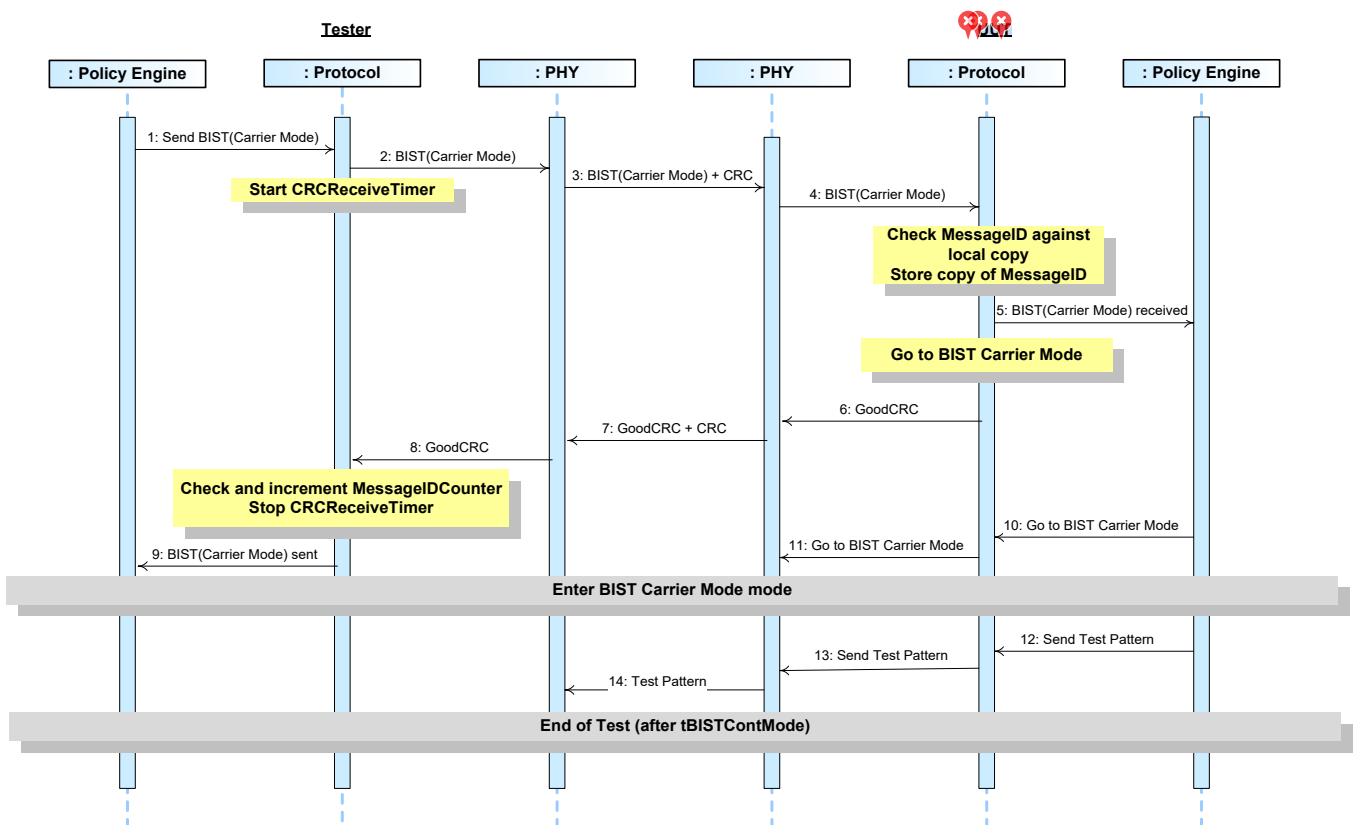 Tester
: Policy Engine
: Protocol
: PHY
: PHY
: Protocol
: Policy Engine
1: Send BIST(Carrier Mode)
2: BIST(Carrier Mode)
Start CRCReceiveTimer
3: BIST(Carrier Mode) + CRC
4: BIST(Carrier Mode)
Check MessageID against
local copy
Store copy of MessageID
5: BIST(Carrier Mode) received
Go to BIST Carrier Mode
6: GoodCRC
7: GoodCRC + CRC
8: GoodCRC
Check and increment MessageIDCounter
Stop CRCReceiveTimer
9: BIST(Carrier Mode) sent
10: Go to BIST Carrier Mode
11: Go to BIST Carrier Mode
Enter BIST Carrier Mode mode
12: Send Test Pattern
13: Send Test Pattern
14: Test Pattern
End of Test (after tBISTContMode)